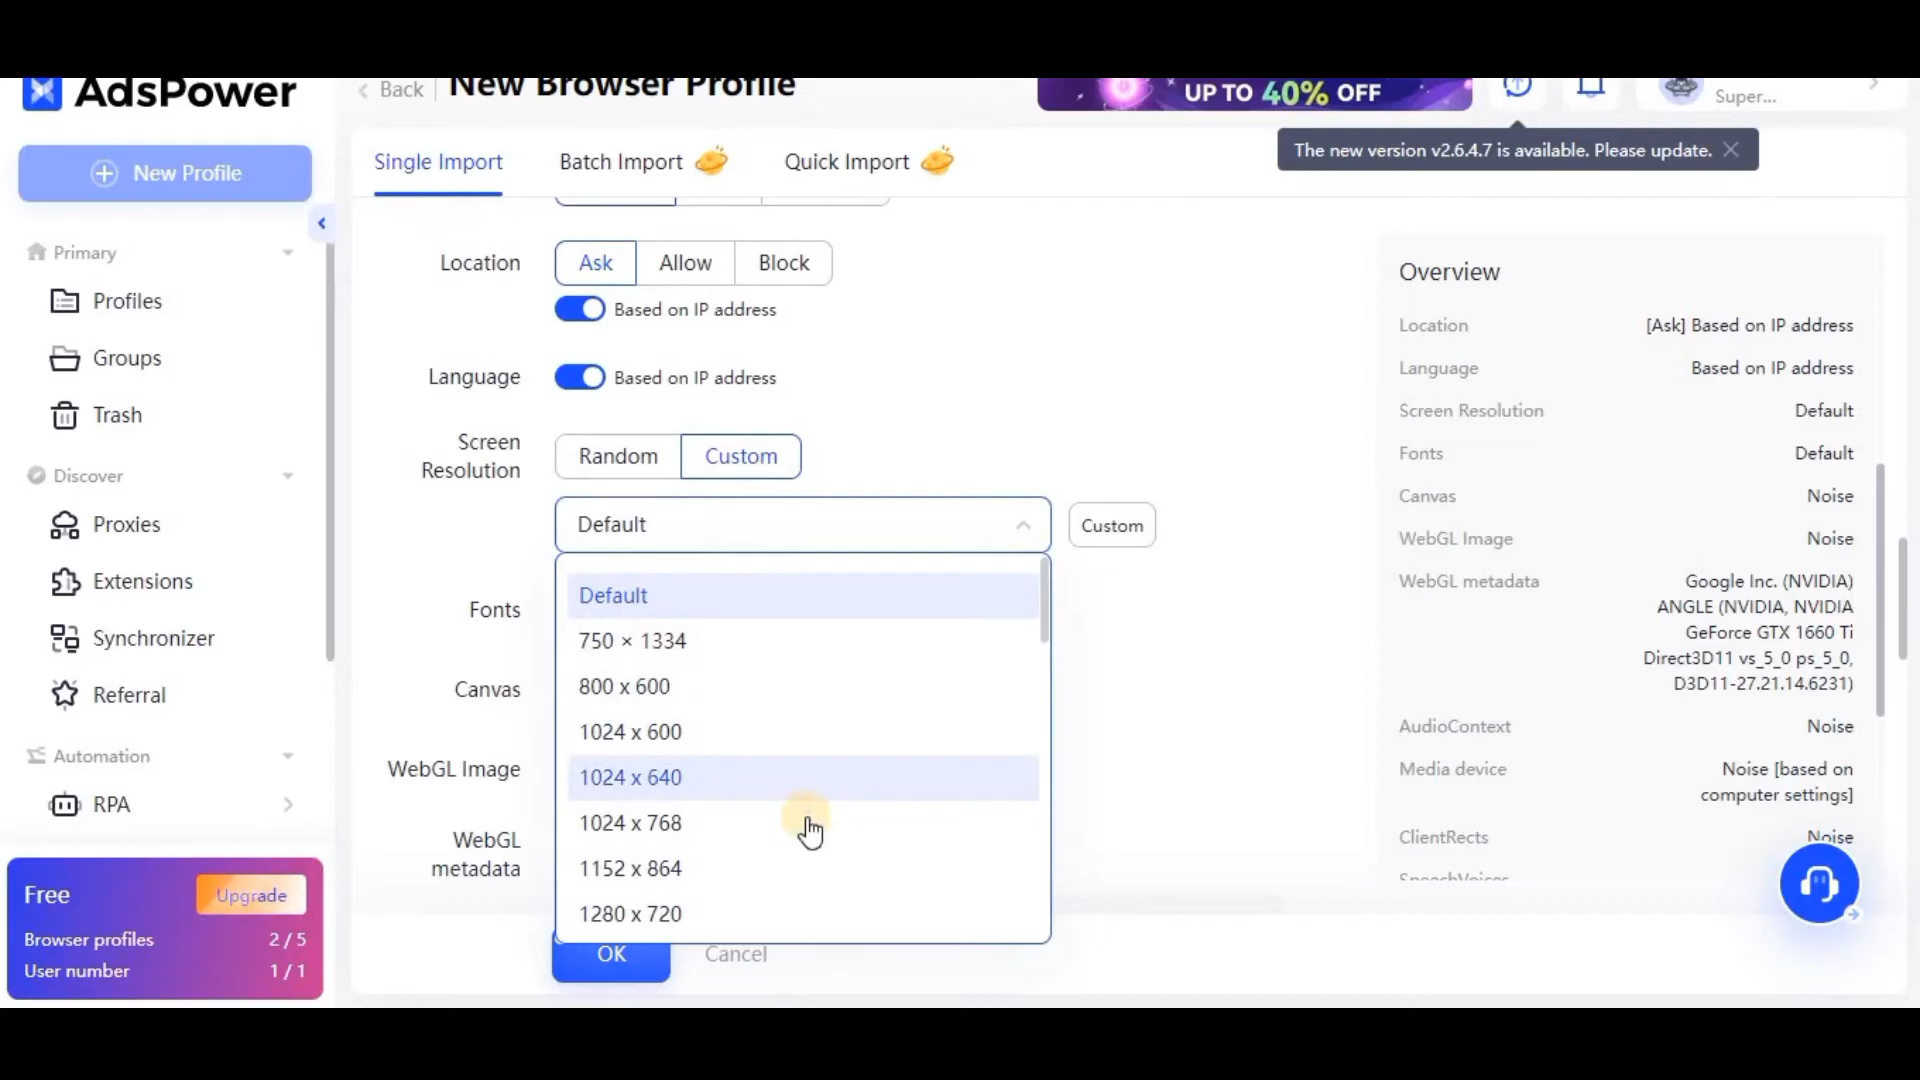 AdsPower
Back
New Browser Profile
UP TO 40% OFF
Super...
The new version v2.6.4.7 is available. Please update.
New Profile
Single Import
Batch Import
Quick Import
Primary
Profiles
Groups
Trash
Discover
Proxies
Extensions
Synchronizer
Referral
Automation
RPA
Free
Upgrade
Browser profiles 2 / 5
User number 1 / 1
Location
Ask
Allow
Block
Based on IP address
Language
Based on IP address
Screen
Resolution
Random
Custom
Default
Custom
Default
750 × 1334
800 x 600
1024 x 600
1024 x 640
1024 x 768
1152 x 864
1280 x 720
Fonts
Canvas
WebGL Image
WebGL
metadata
OK
Cancel
Overview
Location [Ask] Based on IP address
Language Based on IP address
Screen Resolution Default
Fonts Default
Canvas Noise
WebGL Image Noise
WebGL metadata Google Inc. (NVIDIA)
ANGLE (NVIDIA, NVIDIA
GeForce GTX 1660 Ti
Direct3D11 vs_5_0 ps_5_0,
D3D11-27.21.14.6231)
AudioContext Noise
Media device Noise [based on
computer settings]
ClientRects Noise
SpeechVoices